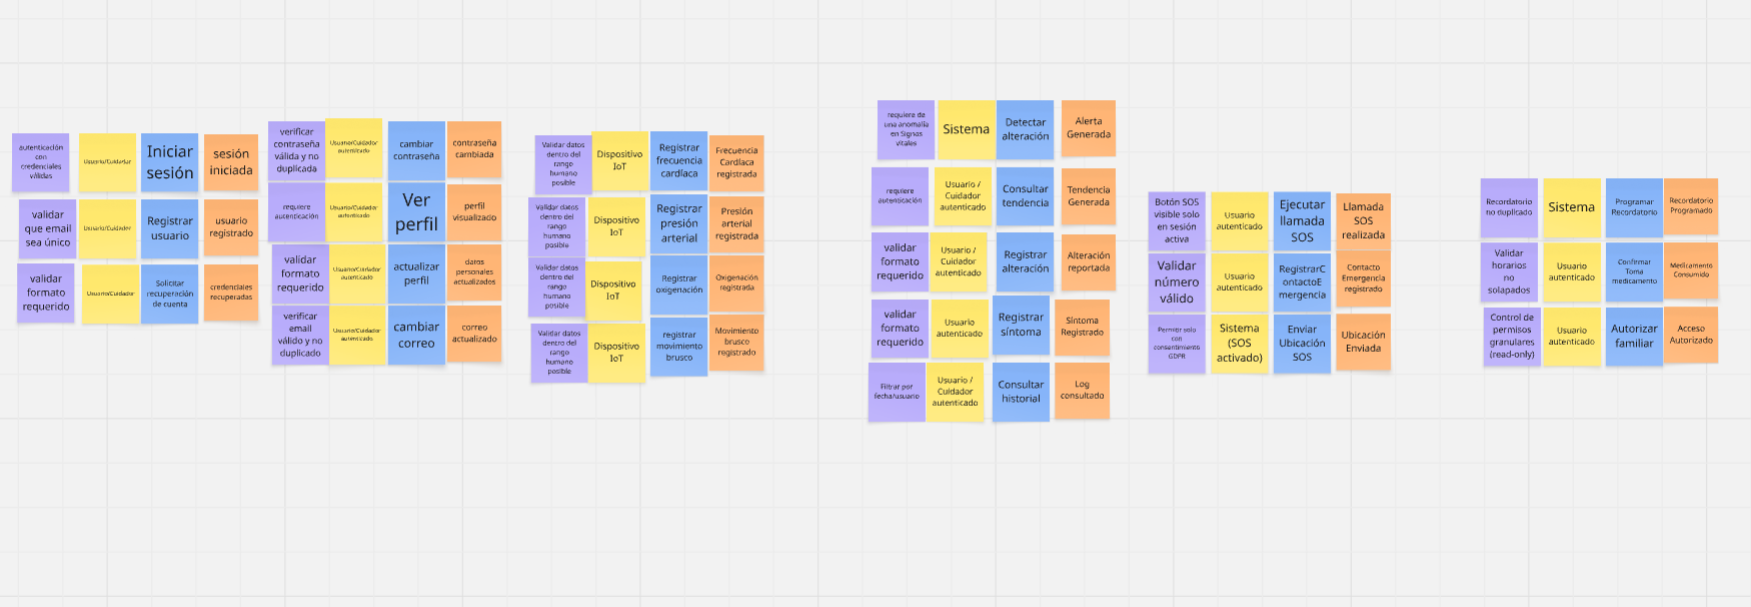 autenticación
con
credenciales
válidas
Usuario/Cuidador
Iniciar
sesión
sesión
iniciada
validar
que email
sea único
Usuario/Cuidador
Registrar
usuario
usuario
registrado
validar
formato
requerido
Usuario/Cuidador
Solicitar
recuperación
de cuenta
credenciales
recuperadas
verificar
contraseña
válida y no
duplicada
Usuario/Cuidador
autenticado
cambiar
contraseña
contraseña
cambiada
requiere
autenticación
Usuario/Cuidador
autenticado
Ver
perfil
perfil
visualizado
validar
formato
requerido
Usuario/Cuidador
autenticado
actualizar
perfil
datos
personales
actualizados
verificar
email
válido y no
duplicado
Usuario/Cuidador
autenticado
cambiar
correo
correo
actualizado
Validar datos
dentro del
rango
humano
posible
Dispositivo
IoT
Registrar
frecuencia
cardíaca
Frecuencia
Cardíaca
registrada
Validar datos
dentro del
rango
humano
posible
Dispositivo
IoT
Registrar
presión
arterial
Presión
arterial
registrada
Validar datos
dentro del
rango
humano
posible
Dispositivo
IoT
Registrar
oxigenación
Oxigenación
registrada
Validar datos
dentro del
rango
humano
posible
Dispositivo
IoT
registrar
movimiento
brusco
Movimiento
brusco
registrado
requiere de
una anomalía
en Signos
vitales
Sistema
Detectar
alteración
Alerta
Generada
requiere
autenticación
Usuario /
Cuidador
autenticado
Consultar
tendencia
Tendencia
Generada
validar
formato
requerido
Usuario /
Cuidador
autenticado
Registrar
alteración
Alteración
reportada
validar
formato
requerido
Usuario
autenticado
Registrar
síntoma
Síntoma
Registrado
Filtrar por
fecha/usuario
Usuario /
Cuidador
autenticado
Consultar
historial
Log
consultado
Botón SOS
visible solo
en sesión
activa
Usuario
autenticado
Ejecutar
llamada
SOS
Llamada
SOS
realizada
Validar
número
válido
Usuario
autenticado
RegistrarC
ontactoE
mergencia
Contacto
Emergencia
registrado
Permitir solo
con
consentimiento
GDPR
Sistema
(SOS
activado)
Enviar
Ubicación
SOS
Ubicación
Enviada
Recordatorio
no duplicado
Sistema
Programar
Recordatorio
Recordatorio
Programado
Validar
horarios
no
solapados
Usuario
autenticado
Confirmar
Toma
medicamento
Medicamento
Consumido
Control de
permisos
granulares
(read-only)
Usuario
autenticado
Autorizar
familiar
Acceso
Autorizado